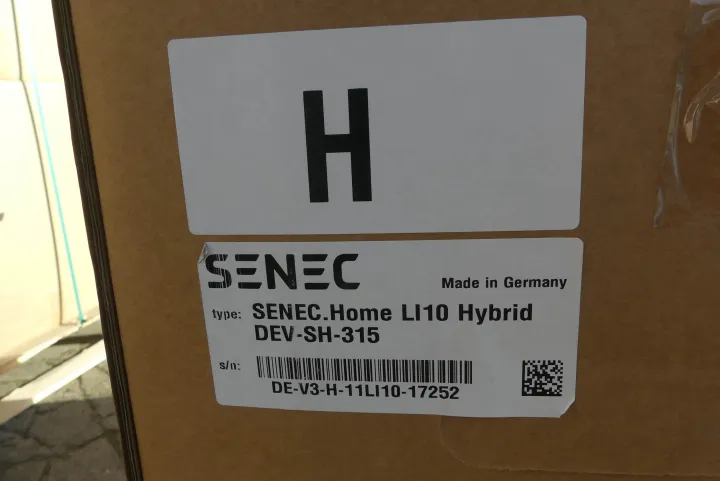 H
SENEC
Made in Germany
type: SENEC.Home LI10 Hybrid
DEV-SH-315
s/n:
DE-V3-H-11LI10-17252